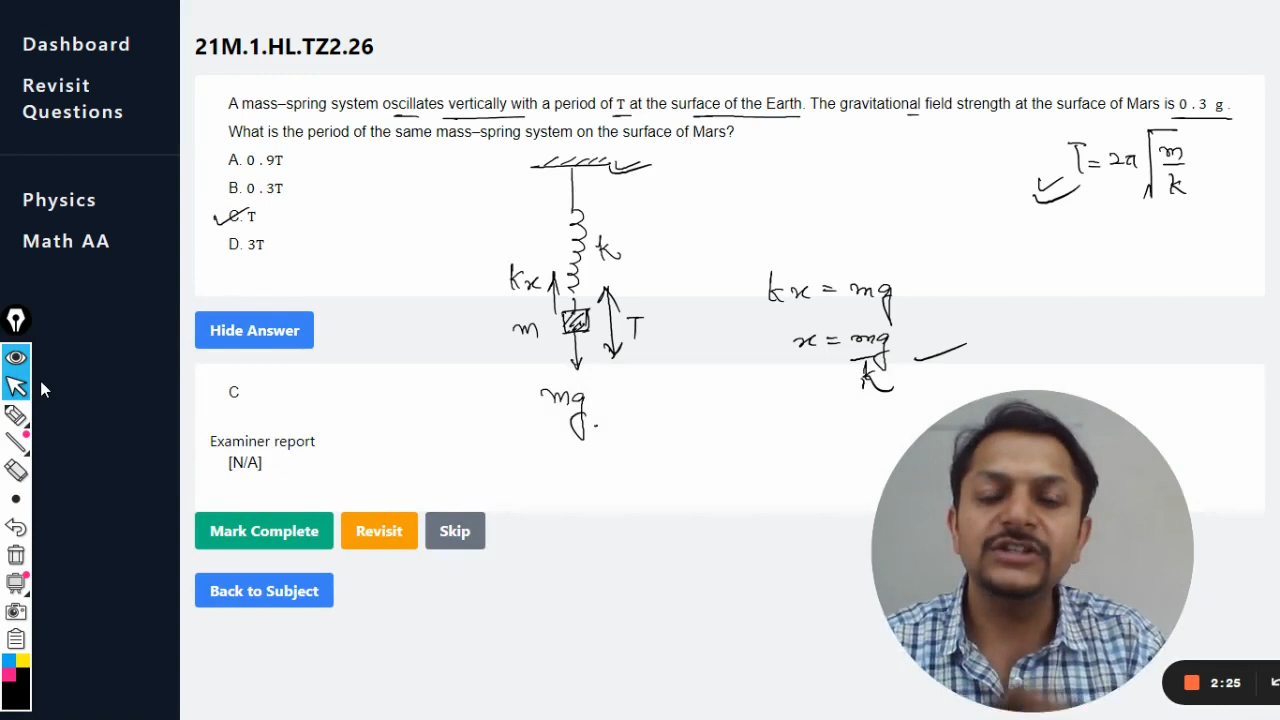 Dashboard
Revisit
Questions
Physics
Math AA
21M.1.HL.TZ2.26
A mass–spring system oscillates vertically with a period of T at the surface of the Earth. The gravitational field strength at the surface of Mars is 0.3 g.
What is the period of the same mass–spring system on the surface of Mars?
A. 0.9T
B. 0.3T
C. T
D. 3T
T = 2π √m/k
k
kx
m
T
mg.
kx = mg
x = mg/k
Hide Answer
C
Examiner report
[N/A]
Mark Complete
Revisit
Skip
Back to Subject
2:25